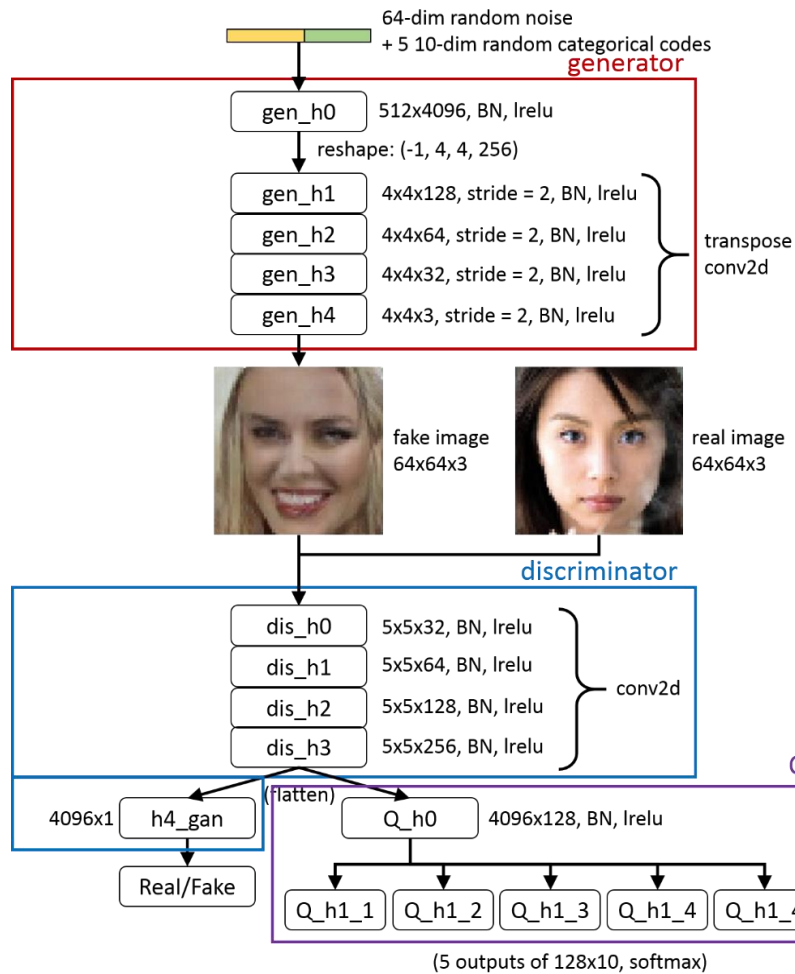 64-dim random noise
+ 5 10-dim random categorical codes
generator
gen_h0
512x4096, BN, lrelu
reshape: (-1, 4, 4, 256)
gen_h1
4x4x128, stride = 2, BN, lrelu
gen_h2
4x4x64, stride = 2, BN, lrelu
gen_h3
4x4x32, stride = 2, BN, lrelu
gen_h4
4x4x3, stride = 2, BN, lrelu
transpose
conv2d
fake image
64x64x3
real image
64x64x3
discriminator
dis_h0
5x5x32, BN, lrelu
dis_h1
5x5x64, BN, lrelu
dis_h2
5x5x128, BN, lrelu
dis_h3
5x5x256, BN, lrelu
conv2d
(flatten)
4096x1
h4_gan
Q_h0
4096x128, BN, lrelu
Real/Fake
Q_h1_1
Q_h1_2
Q_h1_3
Q_h1_4
Q_h1_4
(5 outputs of 128x10, softmax)